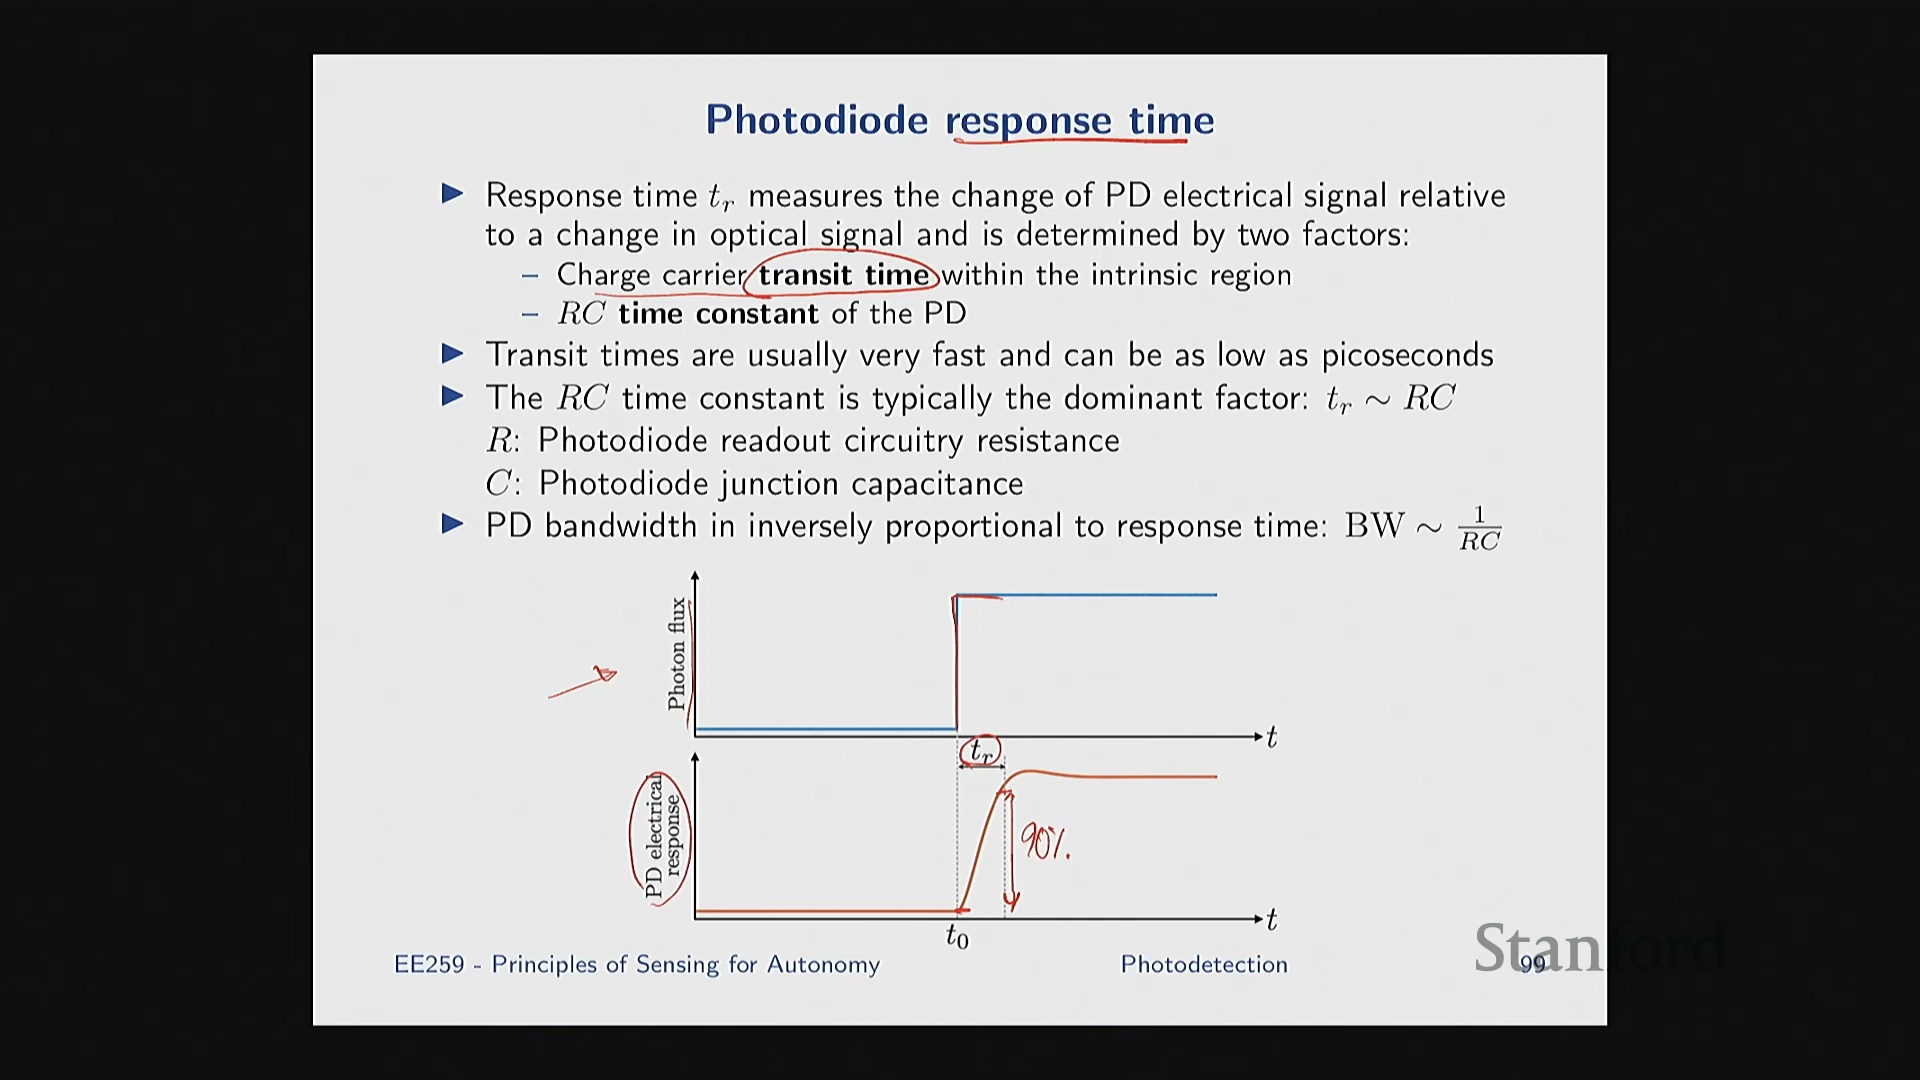 Photodiode response time
▶ Response time t_r measures the change of PD electrical signal relative
to a change in optical signal and is determined by two factors:
– Charge carrier transit time within the intrinsic region
– RC time constant of the PD
▶ Transit times are usually very fast and can be as low as picoseconds
▶ The RC time constant is typically the dominant factor: t_r ∼ RC
R: Photodiode readout circuitry resistance
C: Photodiode junction capacitance
▶ PD bandwidth in inversely proportional to response time: BW ∼ 1/RC
Photon flux
t
t_r
PD electrical
response
90%.
t
t_0
EE259 - Principles of Sensing for Autonomy
Photodetection
99
Stanford